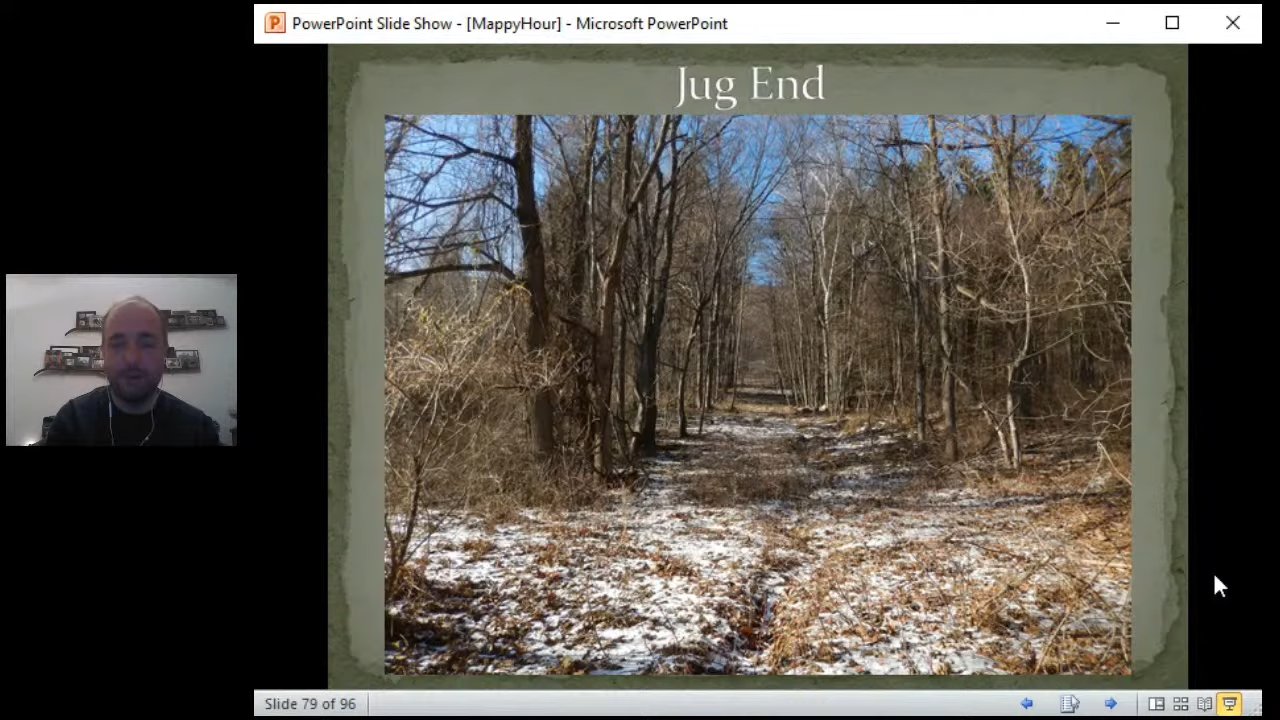 PowerPoint Slide Show - [MappyHour] - Microsoft PowerPoint
Jug End
Slide 79 of 96